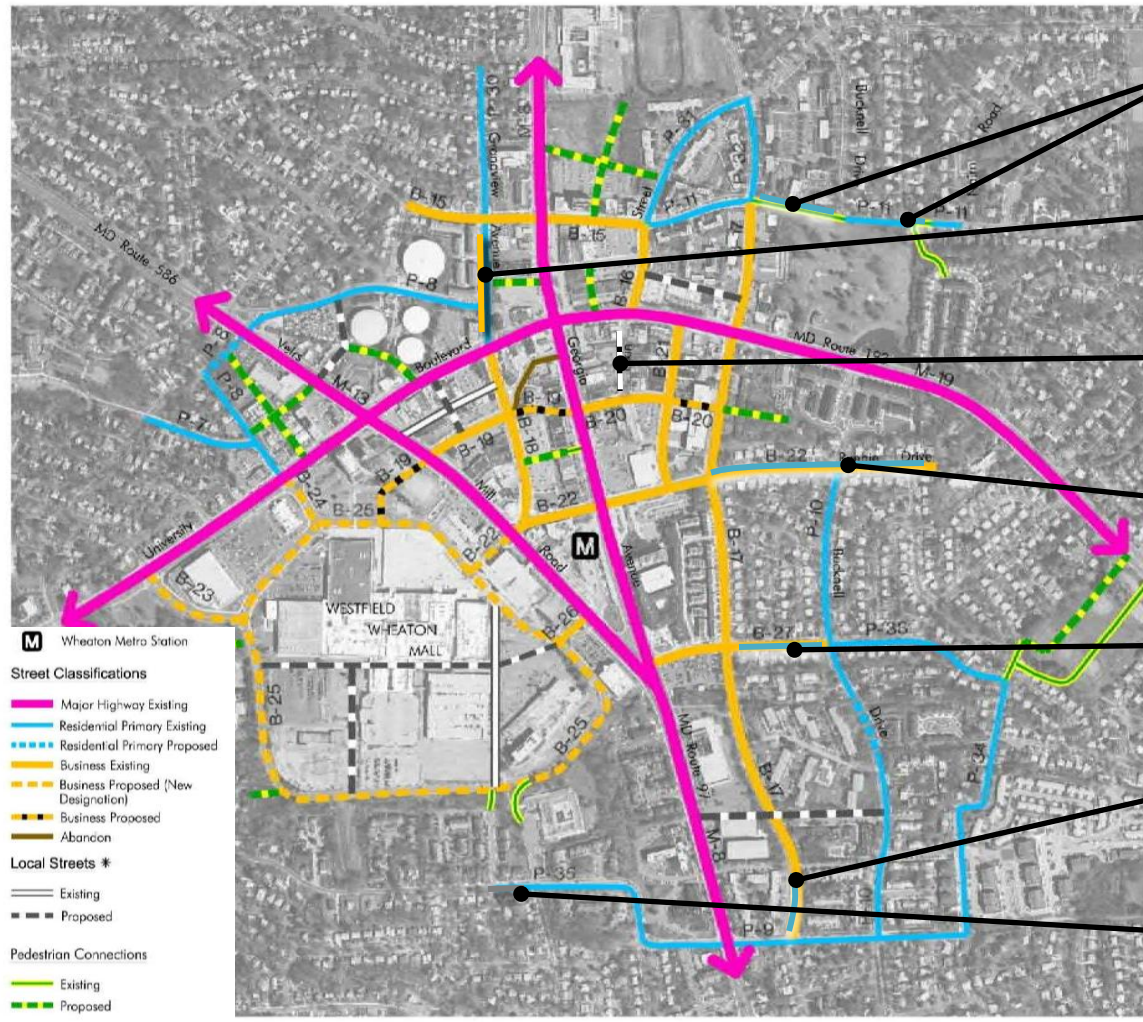 P-30
Grandview
Avenue
M-8
P-31
P-32
Bucknell
Drive
Road
P-11
P-11
P-11
Street
B-15
B-15
B-17
B-16
MD Route 586
P-8
Boulevard
Georgia
MD Route 193
M-19
B-21
P-8
P-8
Veirs
M-13
P-7
B-19
B-20
B-20
B-18
B-19
B-19
B-24
B-25
Mill
B-22
B-22
B-22
Drive
P-10
Bucknell
University
B-23
Road
Avenue
M
B-17
WESTFIELD
WHEATON
MALL
B-26
B-27
P-33
B-25
B-25
Drive
P-34
MD Route 97
B-17
M-8
P-35
P-9
P-10
M Wheaton Metro Station
Street Classifications
Major Highway Existing
Residential Primary Existing
Residential Primary Proposed
Business Existing
Business Proposed (New
Designation)
Business Proposed
Abandon
Local Streets *
Existing
Proposed
Pedestrian Connections
Existing
Proposed